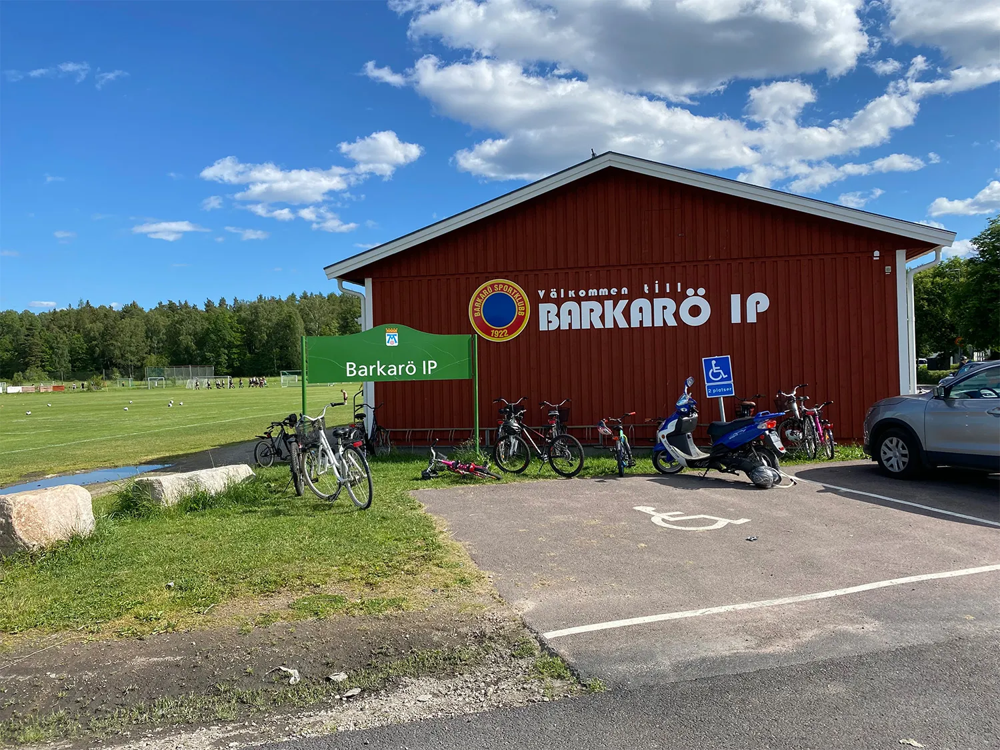 BARKARÖ SPORTKLUBB
1922
Välkommen till
BARKARÖ IP
Barkarö IP
2 platser